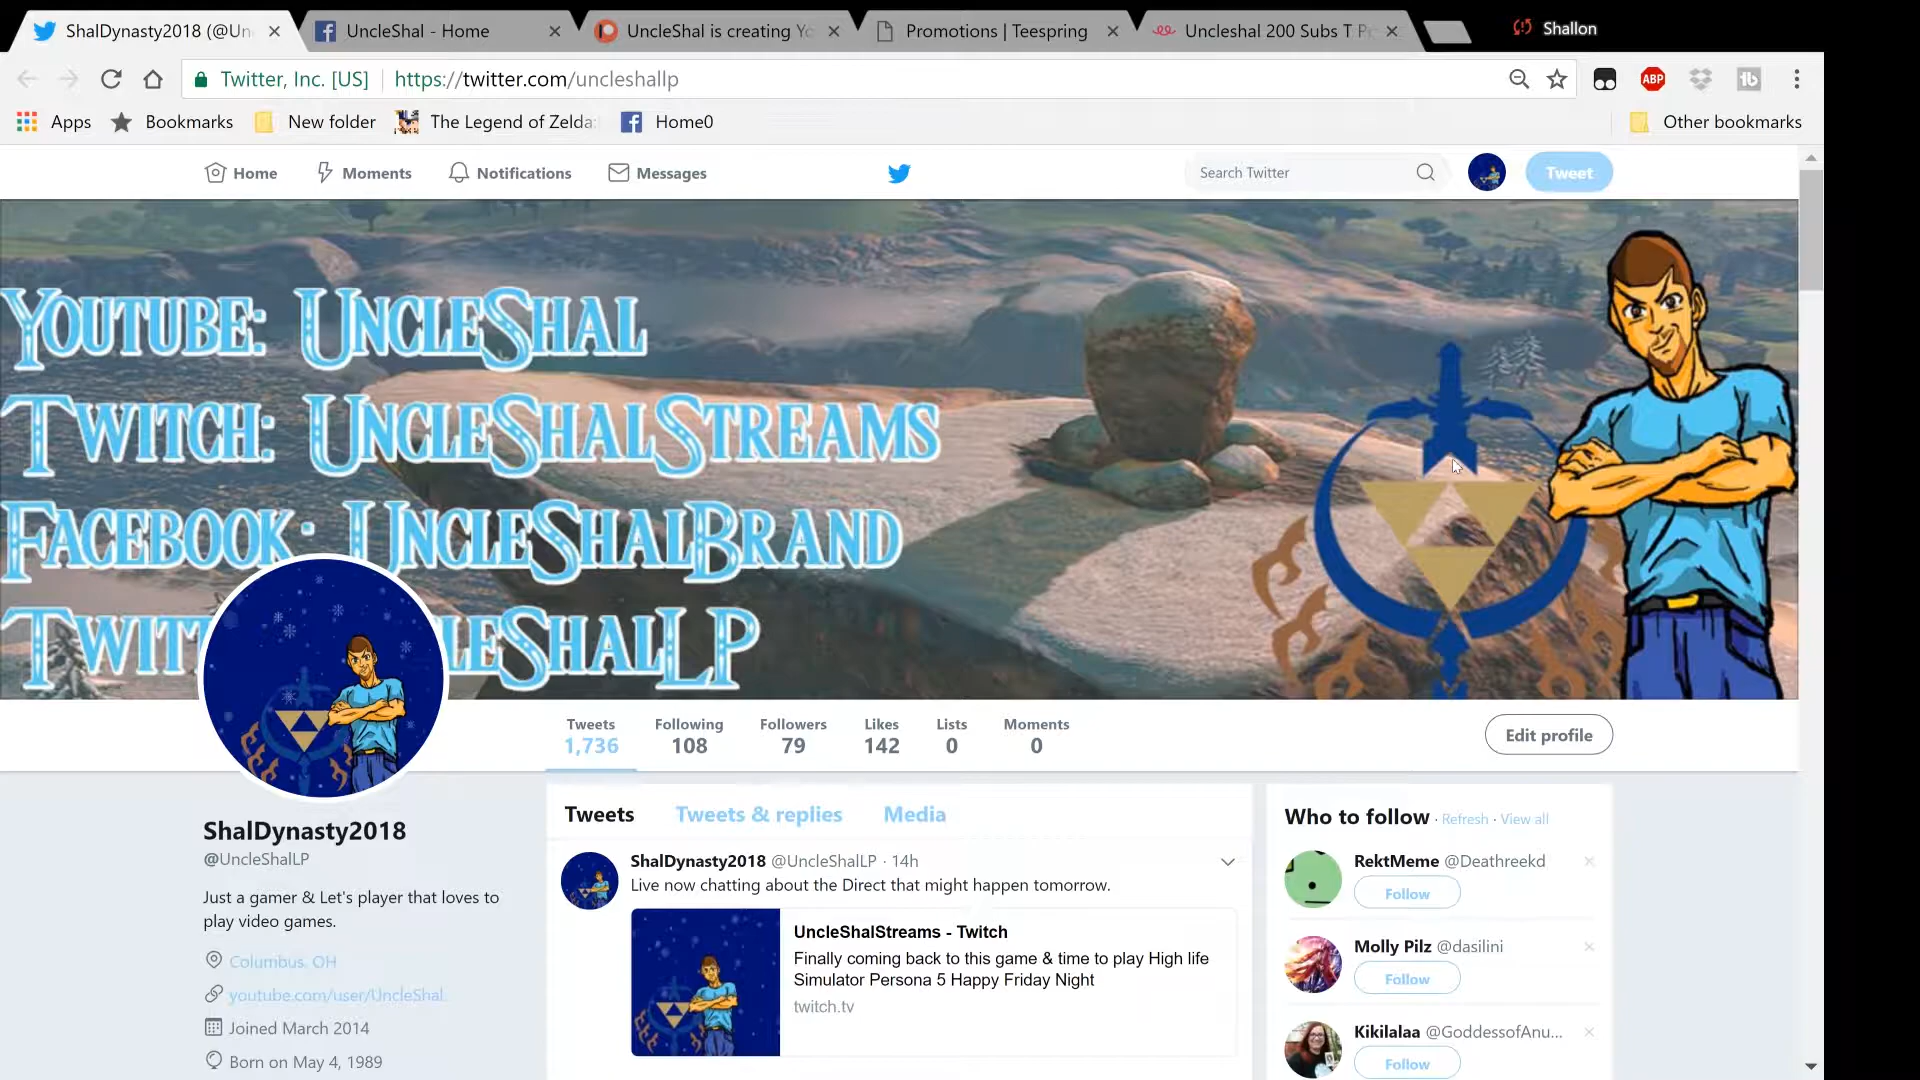 ShalDynasty2018 (@Un
UncleShal - Home
UncleShal is creating Yo
Promotions | Teespring
Uncleshal 200 Subs T P
Shallon
Twitter, Inc. [US]
https://twitter.com/uncleshallp
ABP
Apps
Bookmarks
New folder
The Legend of Zelda:
Home0
Other bookmarks
Home
Moments
Notifications
Messages
Search Twitter
Tweet
YOUTUBE: UNCLESHAL
TWITCH: UNCLESHALSTREAMS
FACEBOOK: UNCLESHALBRAND
TWIT
LESHALLP
Tweets
1,736
Following
108
Followers
79
Likes
142
Lists
0
Moments
0
Edit profile
ShalDynasty2018
@UncleShalLP
Just a gamer & Let's player that loves to
play video games.
Columbus, OH
youtube.com/user/UncleShal
Joined March 2014
Born on May 4, 1989
Tweets
Tweets & replies
Media
ShalDynasty2018 @UncleShalLP · 14h
Live now chatting about the Direct that might happen tomorrow.
UncleShalStreams - Twitch
Finally coming back to this game & time to play High life
Simulator Persona 5 Happy Friday Night
twitch.tv
Who to follow · Refresh · View all
RektMeme @Deathreekd
Follow
Molly Pilz @dasilini
Follow
Kikilalaa @GoddessofAnu...
Follow